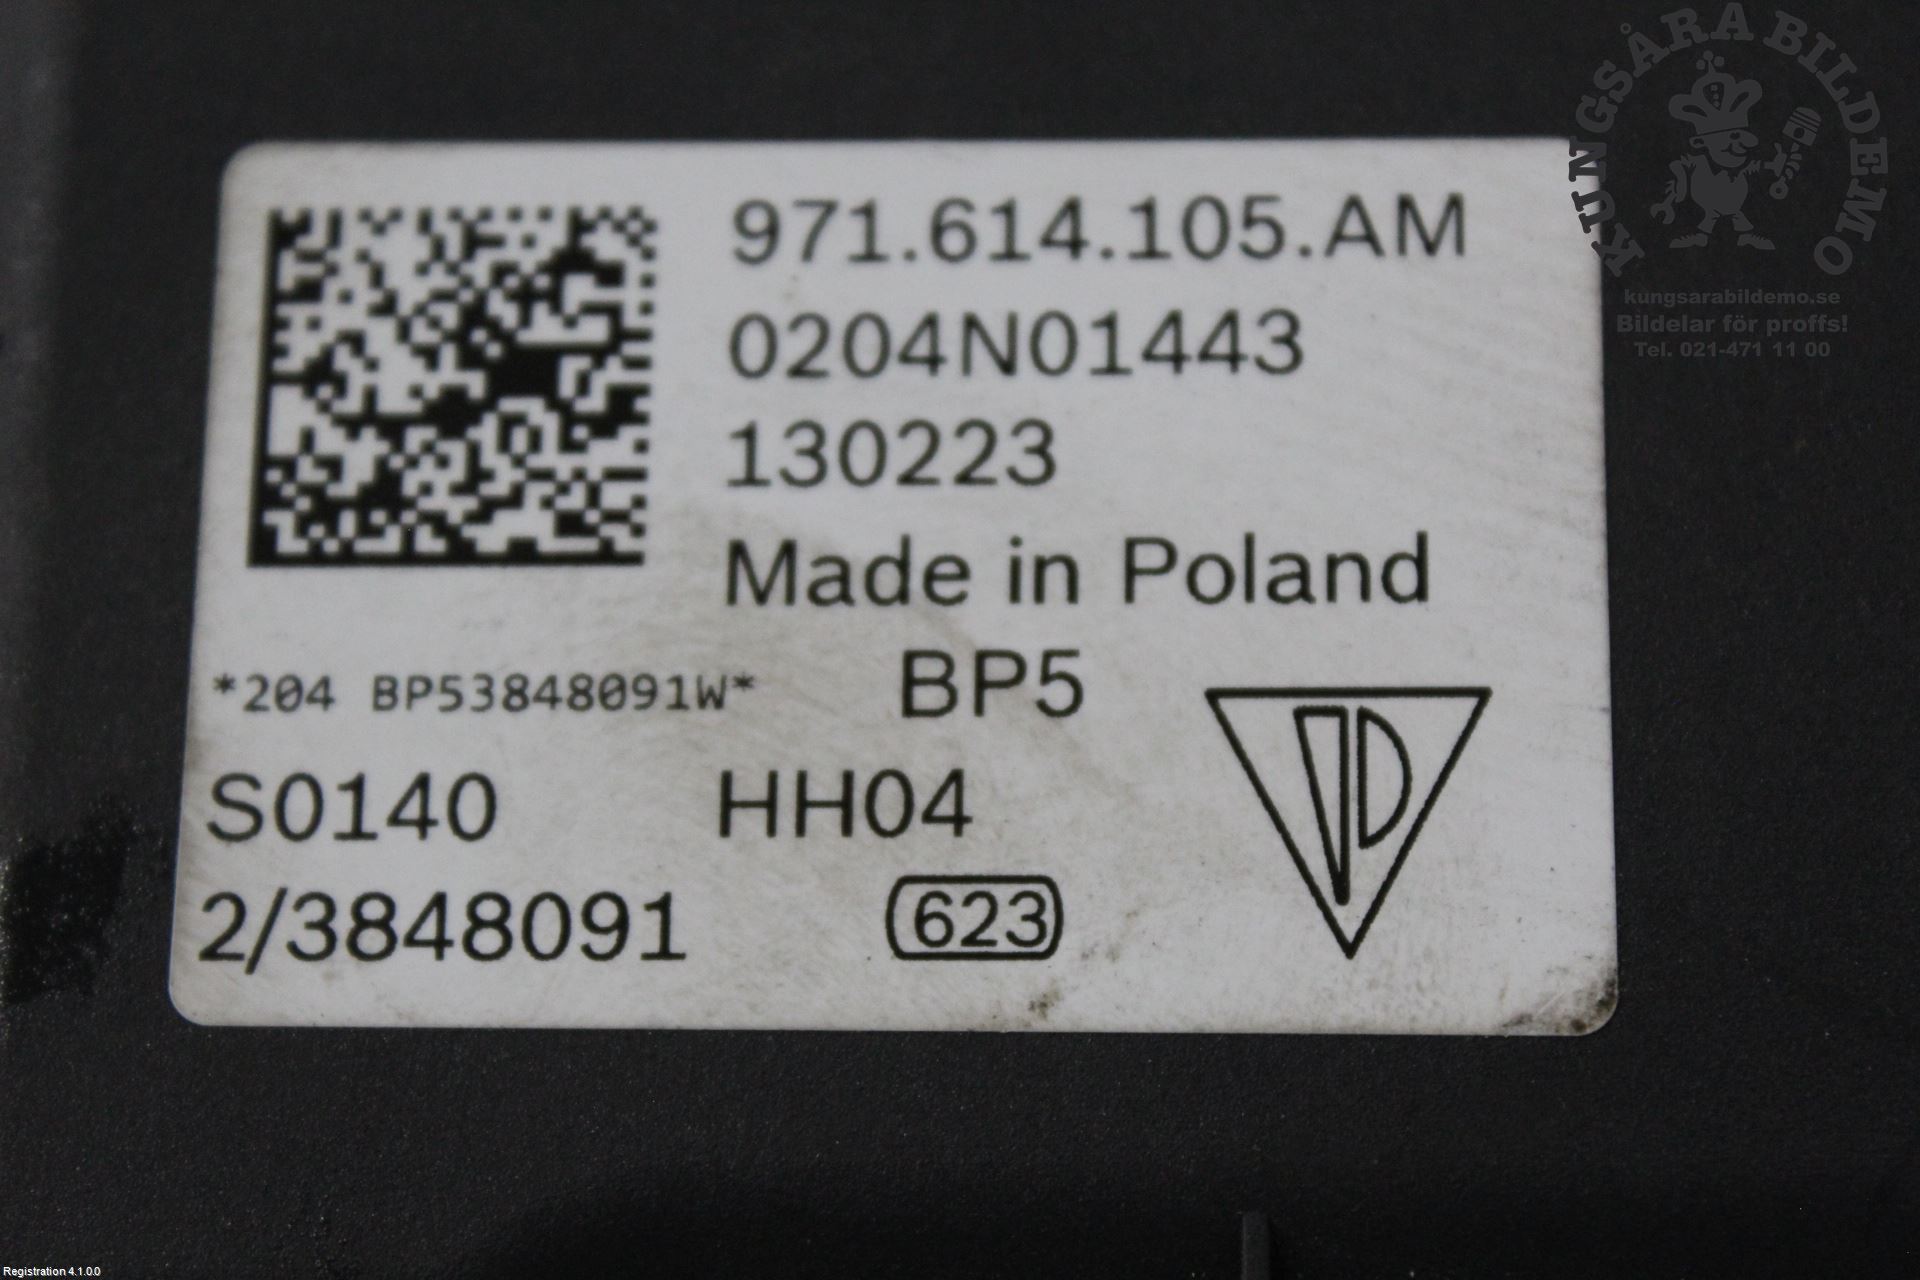 971.614.105.AM
0204N01443
130223
Made in Poland
*204 BP53848091W*
BP5
S0140
HH04
2/3848091
623
KUNGSÅRA BILDEMO
kungsarabildemo.se
Bildelar för proffs!
Tel. 021-471 11 00
Registration 4.1.0.0